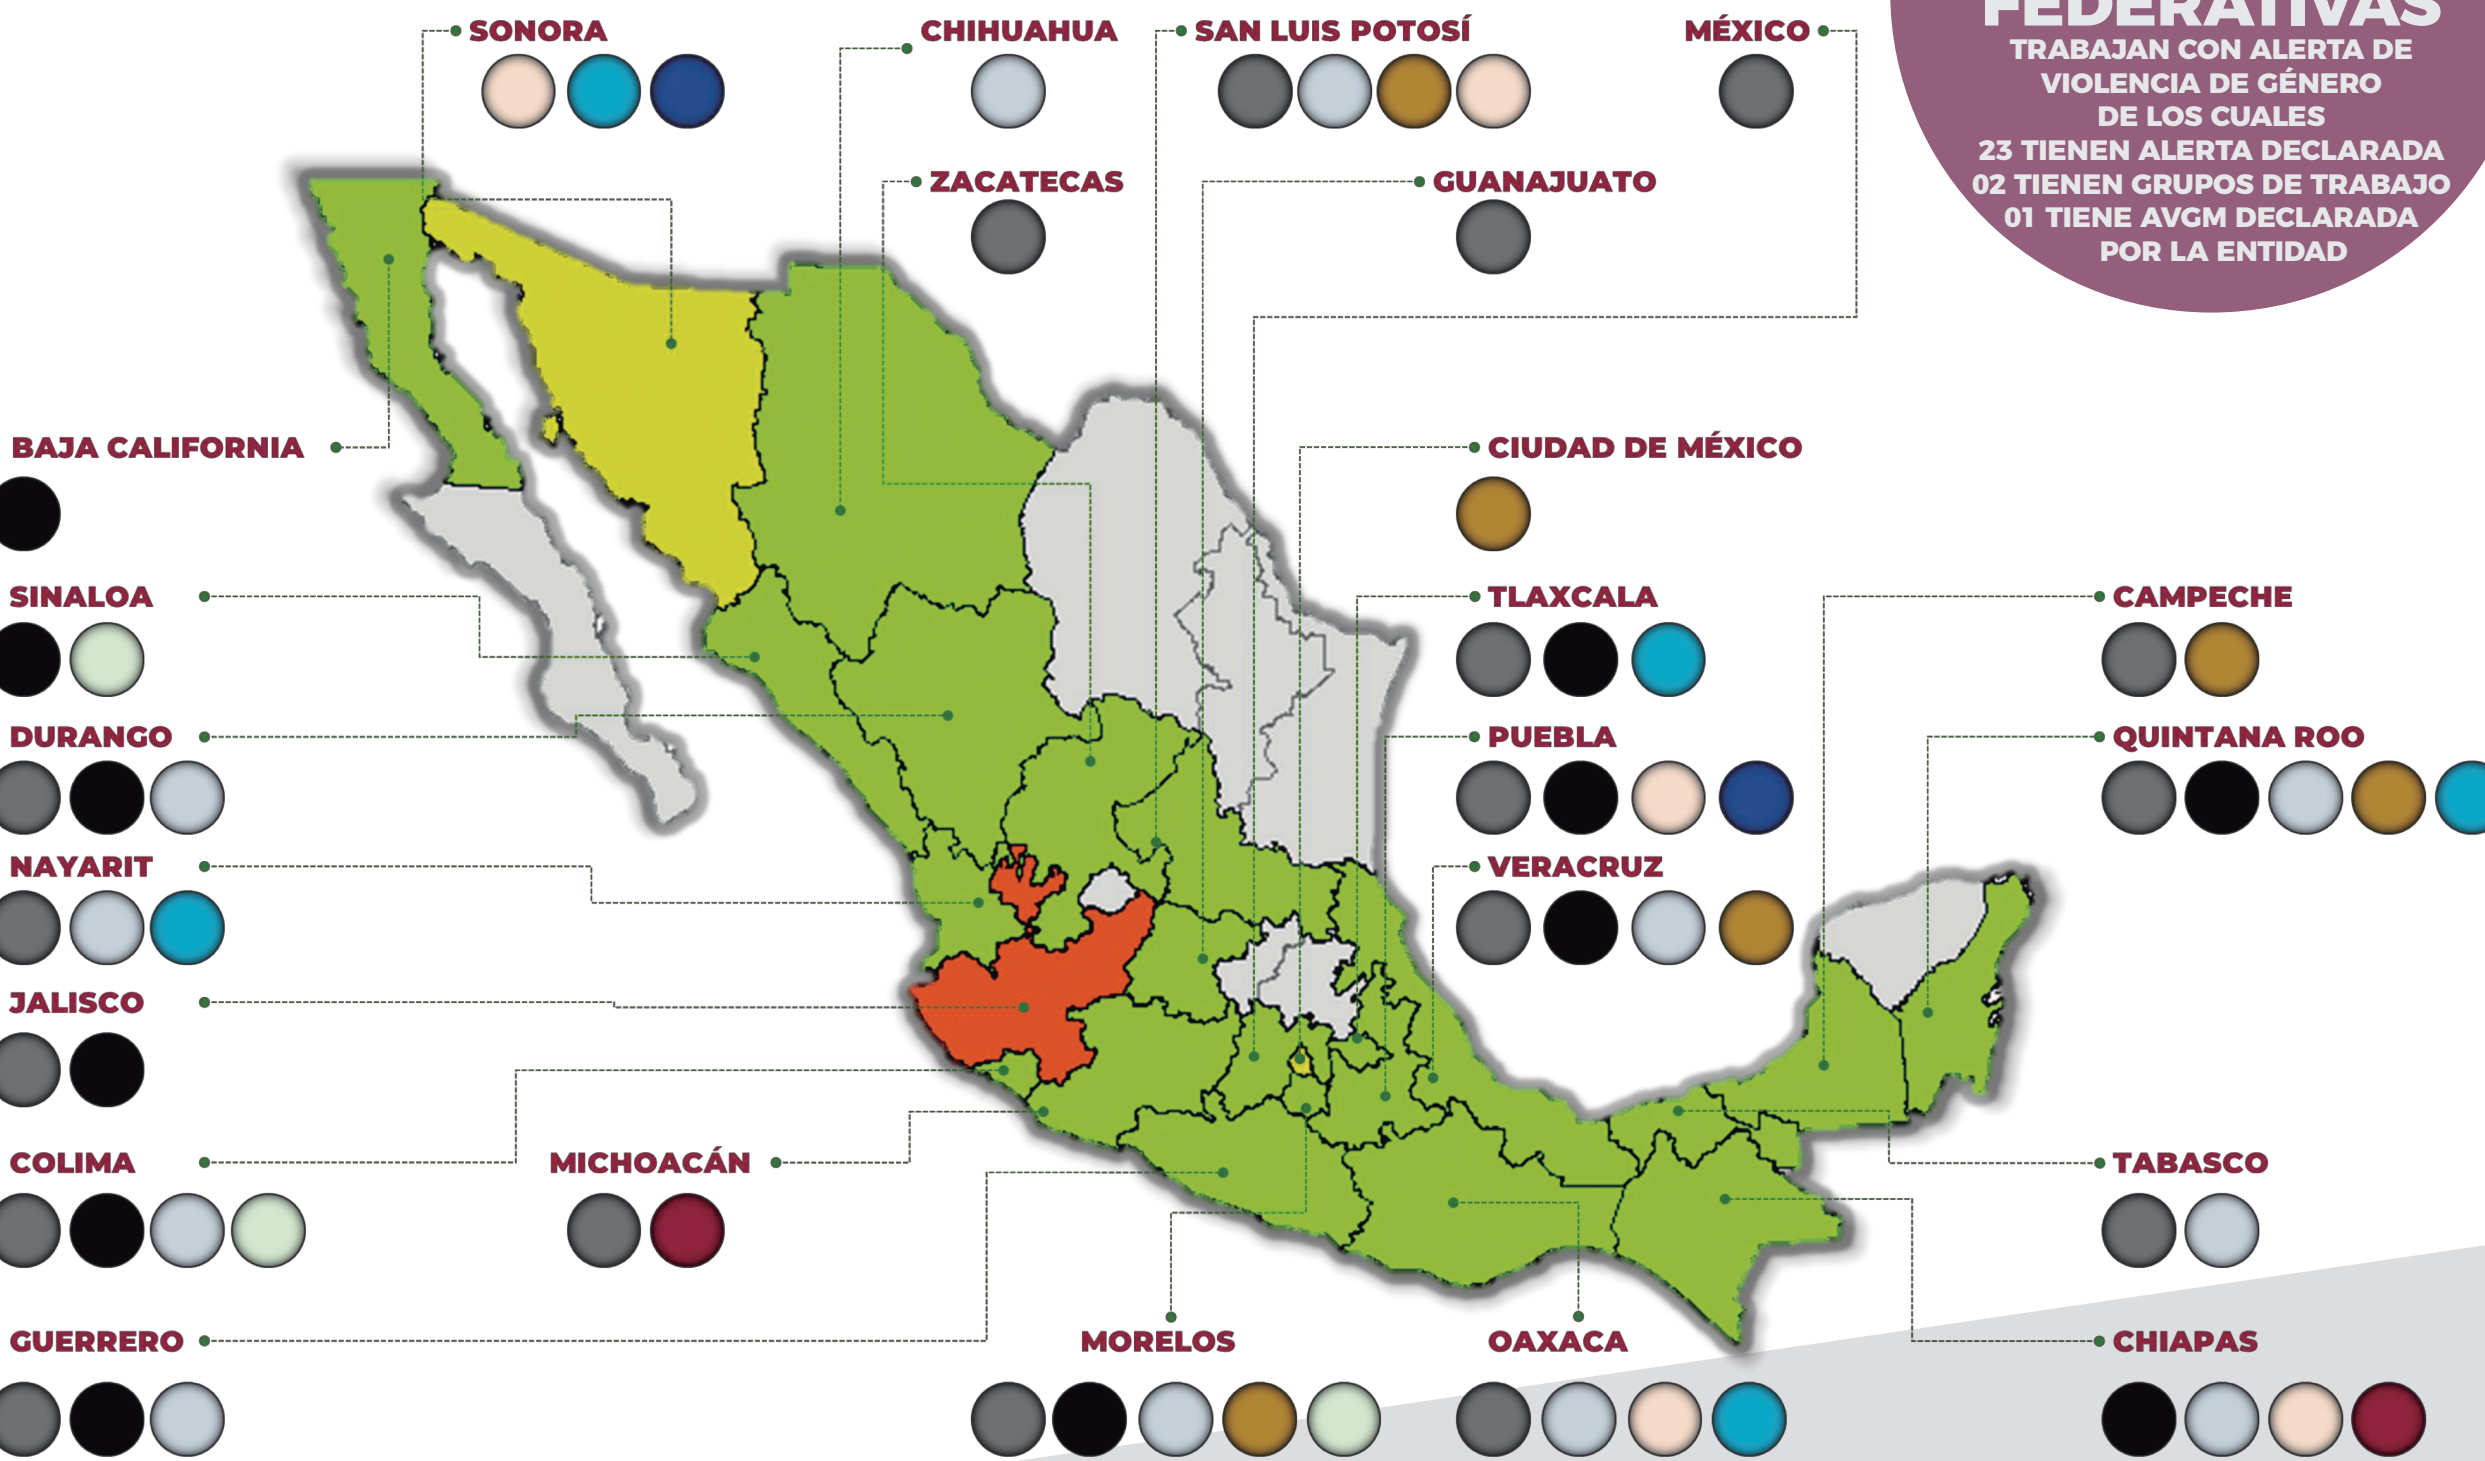 SONORA
CHIHUAHUA
SAN LUIS POTOSÍ
MÉXICO
FEDERATIVAS
TRABAJAN CON ALERTA DE
VIOLENCIA DE GÉNERO
DE LOS CUALES
23 TIENEN ALERTA DECLARADA
02 TIENEN GRUPOS DE TRABAJO
01 TIENE AVGM DECLARADA
POR LA ENTIDAD
ZACATECAS
GUANAJUATO
BAJA CALIFORNIA
CIUDAD DE MÉXICO
SINALOA
TLAXCALA
CAMPECHE
DURANGO
PUEBLA
QUINTANA ROO
NAYARIT
VERACRUZ
JALISCO
COLIMA
MICHOACÁN
TABASCO
GUERRERO
MORELOS
OAXACA
CHIAPAS